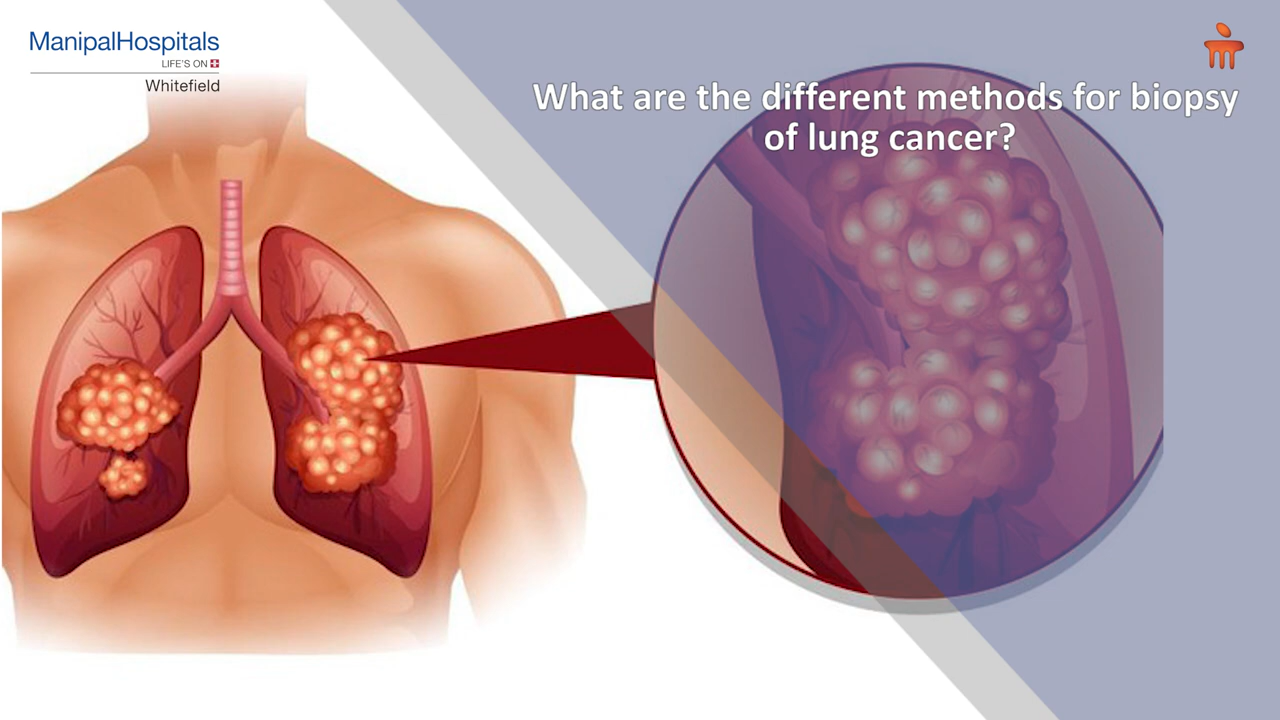 ManipalHospitals
LIFE'S ON
Whitefield
What are the different methods for biopsy
of lung cancer?